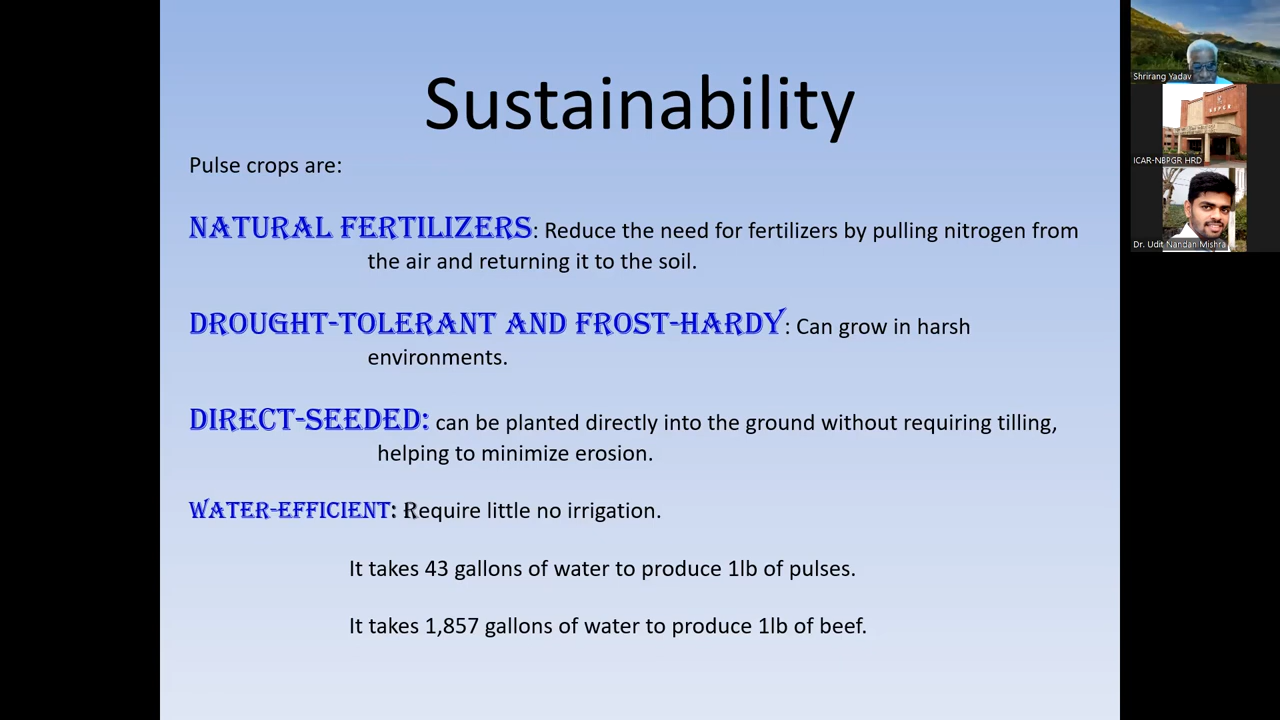 Sustainability
Pulse crops are:
NATURAL FERTILIZERS: Reduce the need for fertilizers by pulling nitrogen from
the air and returning it to the soil.
DROUGHT-TOLERANT AND FROST-HARDY: Can grow in harsh
environments.
DIRECT-SEEDED: can be planted directly into the ground without requiring tilling,
helping to minimize erosion.
WATER-EFFICIENT: Require little no irrigation.
It takes 43 gallons of water to produce 1lb of pulses.
It takes 1,857 gallons of water to produce 1lb of beef.
Shrirang Yadav
ICAR-NBPGR HRD
Dr. Udit Nandan Mishra